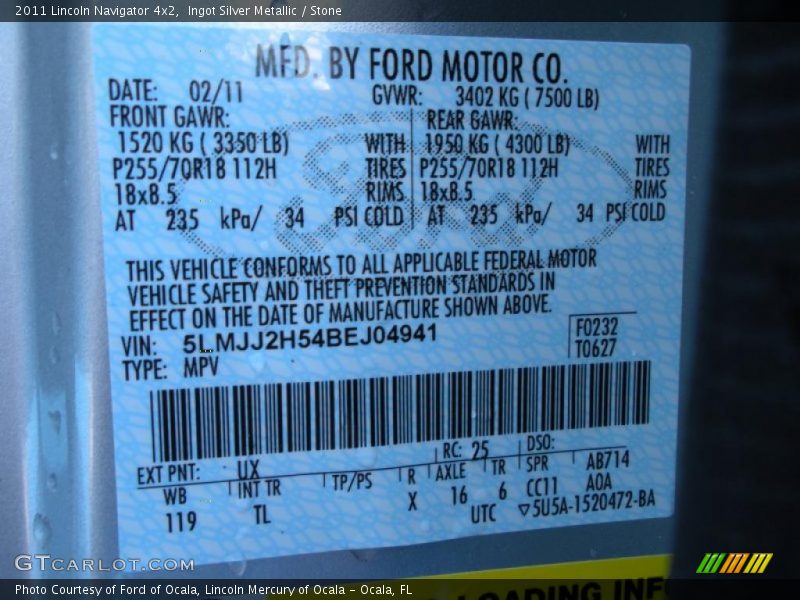 2011 Lincoln Navigator 4x2,  Ingot Silver Metallic / Stone
MFD. BY FORD MOTOR CO.
DATE: 02/11 GVWR: 3402 KG ( 7500 LB)
FRONT GAWR: REAR GAWR:
1520 KG ( 3350 LB) WITH 1950 KG ( 4300 LB) WITH
P255/70R18 112H TIRES P255/70R18 112H TIRES
18x8.5 RIMS 18x8.5 RIMS
AT 235 kPa/ 34 PSI COLD AT 235 kPa/ 34 PSI COLD
THIS VEHICLE CONFORMS TO ALL APPLICABLE FEDERAL MOTOR
VEHICLE SAFETY AND THEFT PREVENTION STANDARDS IN
EFFECT ON THE DATE OF MANUFACTURE SHOWN ABOVE.
VIN: 5LMJJ2H54BEJ04941 F0232
TYPE: MPV T0627
EXT PNT: UX RC: 25 DSO:
WB INT TR TP/PS R AXLE TR SPR AB714
119 TL X 16 6 CC11 A0A
UTC ▽5U5A-1520472-BA
LOADING INF
GTCARLOT.COM
Photo Courtesy of Ford of Ocala, Lincoln Mercury of Ocala – Ocala, FL